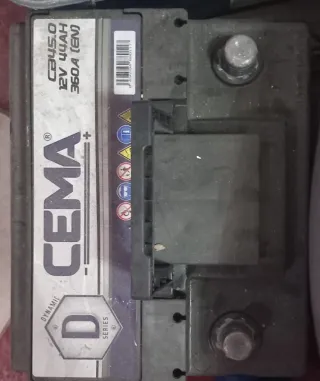 DYNAMIC
D
SERIES
CEMA®
- +
CB45.0
12V 44AH
360A (EN)